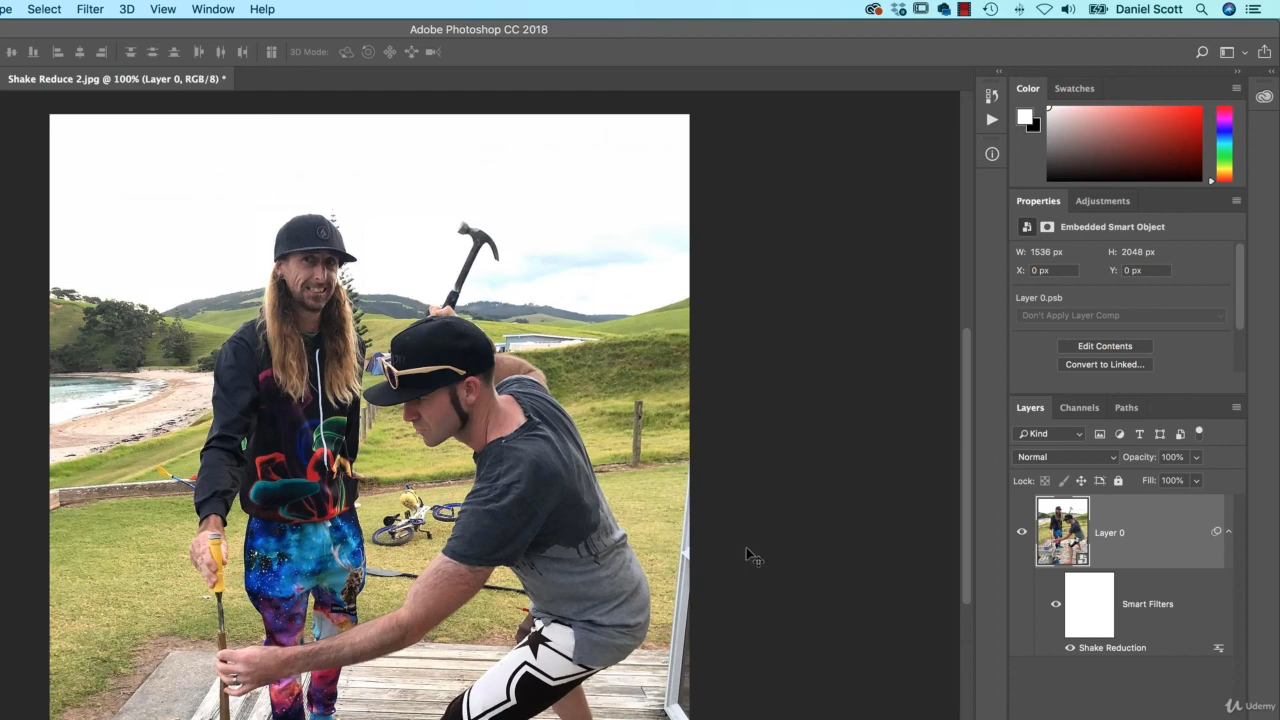 pe Select Filter 3D View Window Help Daniel Scott
Adobe Photoshop CC 2018
3D Mode:
Shake Reduce 2.jpg @ 100% (Layer 0, RGB/8) *
Color Swatches
Properties Adjustments
Embedded Smart Object
W: 1536 px H: 2048 px
X: 0 px Y: 0 px
Layer 0.psb
Don't Apply Layer Comp
Edit Contents
Convert to Linked...
Layers Channels Paths
Kind
Normal Opacity: 100%
Lock: Fill: 100%
Layer 0
Smart Filters
Shake Reduction
Udemy